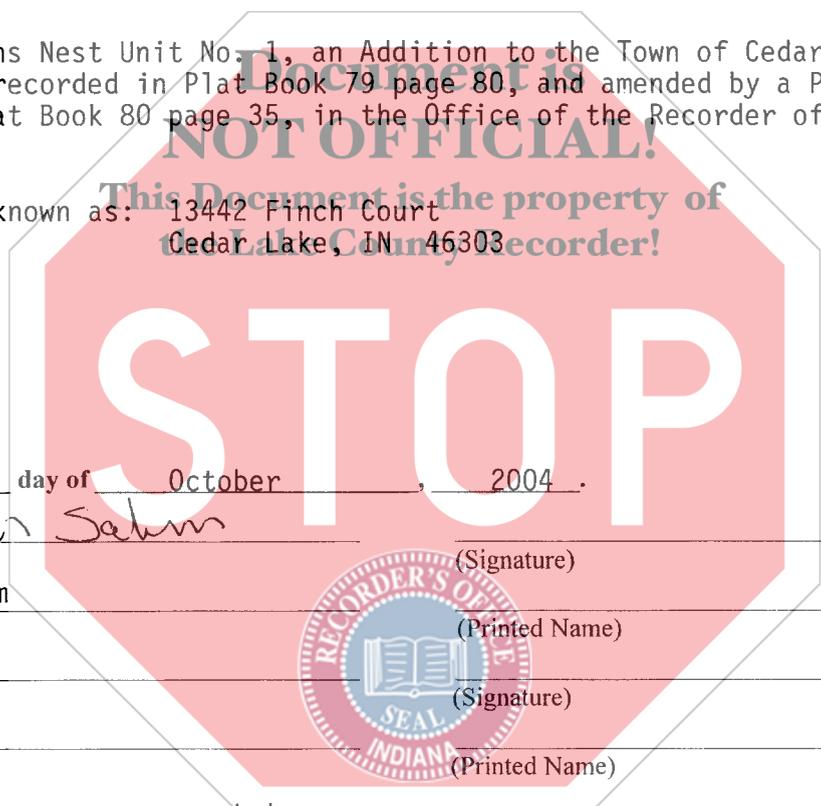 ns Nest Unit No. 1, an Addition to the Town of Cedar
recorded in Plat Book 79 page 80, and amended by a P
at Book 80 page 35, in the Office of the Recorder of
Document is
NOT OFFICIAL!
This Document is the property of
the Lake County Recorder!
known as: 13442 Finch Court
Cedar Lake, IN 46303
STOP
day of October , 2004 .
Sahm
(Signature)
m
(Printed Name)
(Signature)
(Printed Name)
RECORDER'S OFFICE
SEAL
INDIANA